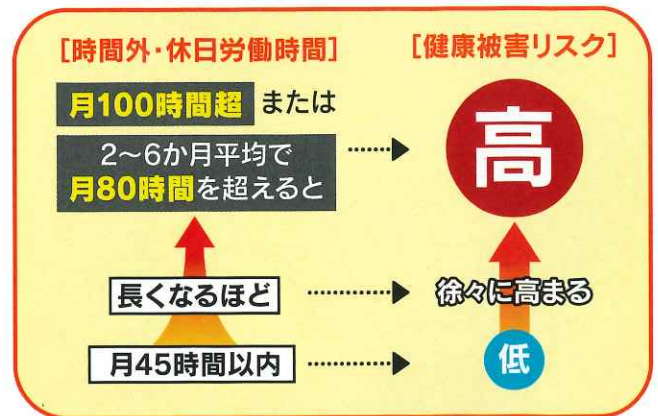 [時間外・休日労働時間]
[健康被害リスク]
月100時間超 または
2〜6か月平均で
月80時間を超えると
高
長くなるほど
徐々に高まる
月45時間以内
低